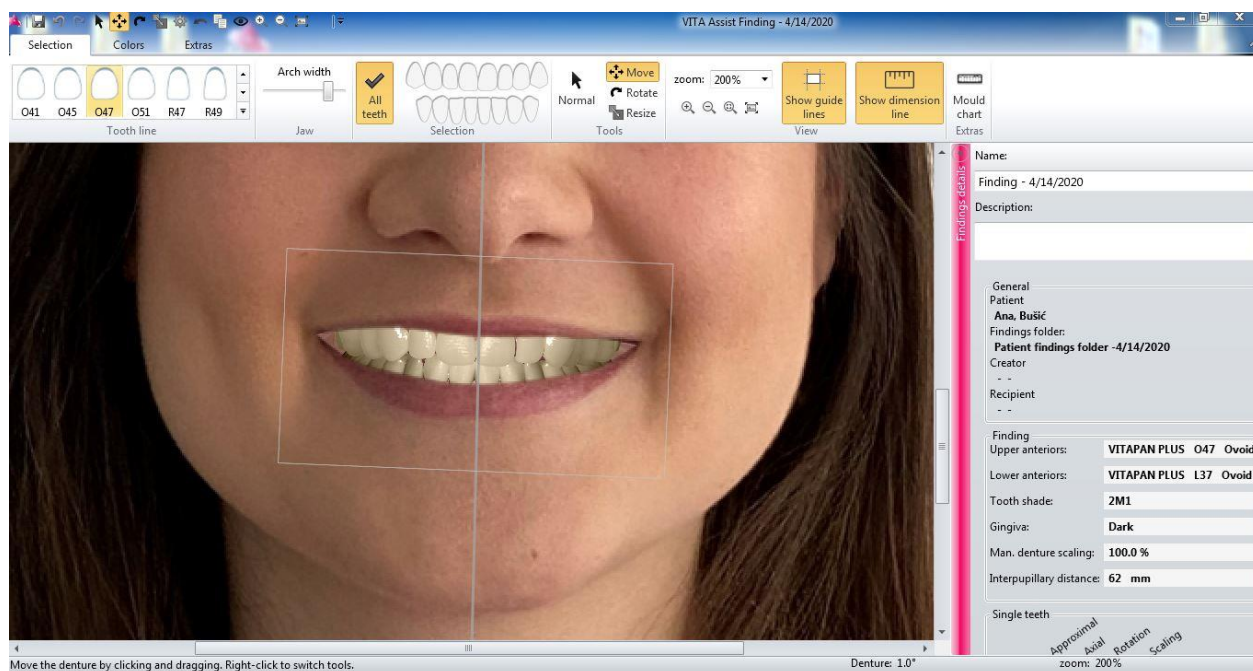 VITA Assist Finding - 4/14/2020
Selection Colors Extras
O41 O45 O47 O51 R47 R49
Tooth line
Arch width
Jaw
All teeth
Selection
Normal
Move
Rotate
Resize
Tools
zoom: 200%
Show guide lines
Show dimension line
View
Mould chart
Extras
Findings details
Name:
Finding - 4/14/2020
Description:
General
Patient
Ana, Bušić
Findings folder:
Patient findings folder -4/14/2020
Creator
- -
Recipient
- -
Finding
Upper anteriors: VITAPAN PLUS O47 Ovoid
Lower anteriors: VITAPAN PLUS L37 Ovoid
Tooth shade: 2M1
Gingiva: Dark
Man. denture scaling: 100.0 %
Interpupillary distance: 62 mm
Single teeth
Approximal Axial Rotation Scaling
Move the denture by clicking and dragging. Right-click to switch tools.
Denture: 1.0°
zoom: 200%